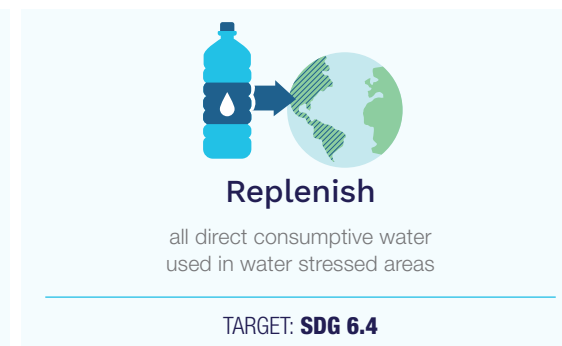 Replenish
all direct consumptive water
used in water stressed areas
TARGET: SDG 6.4